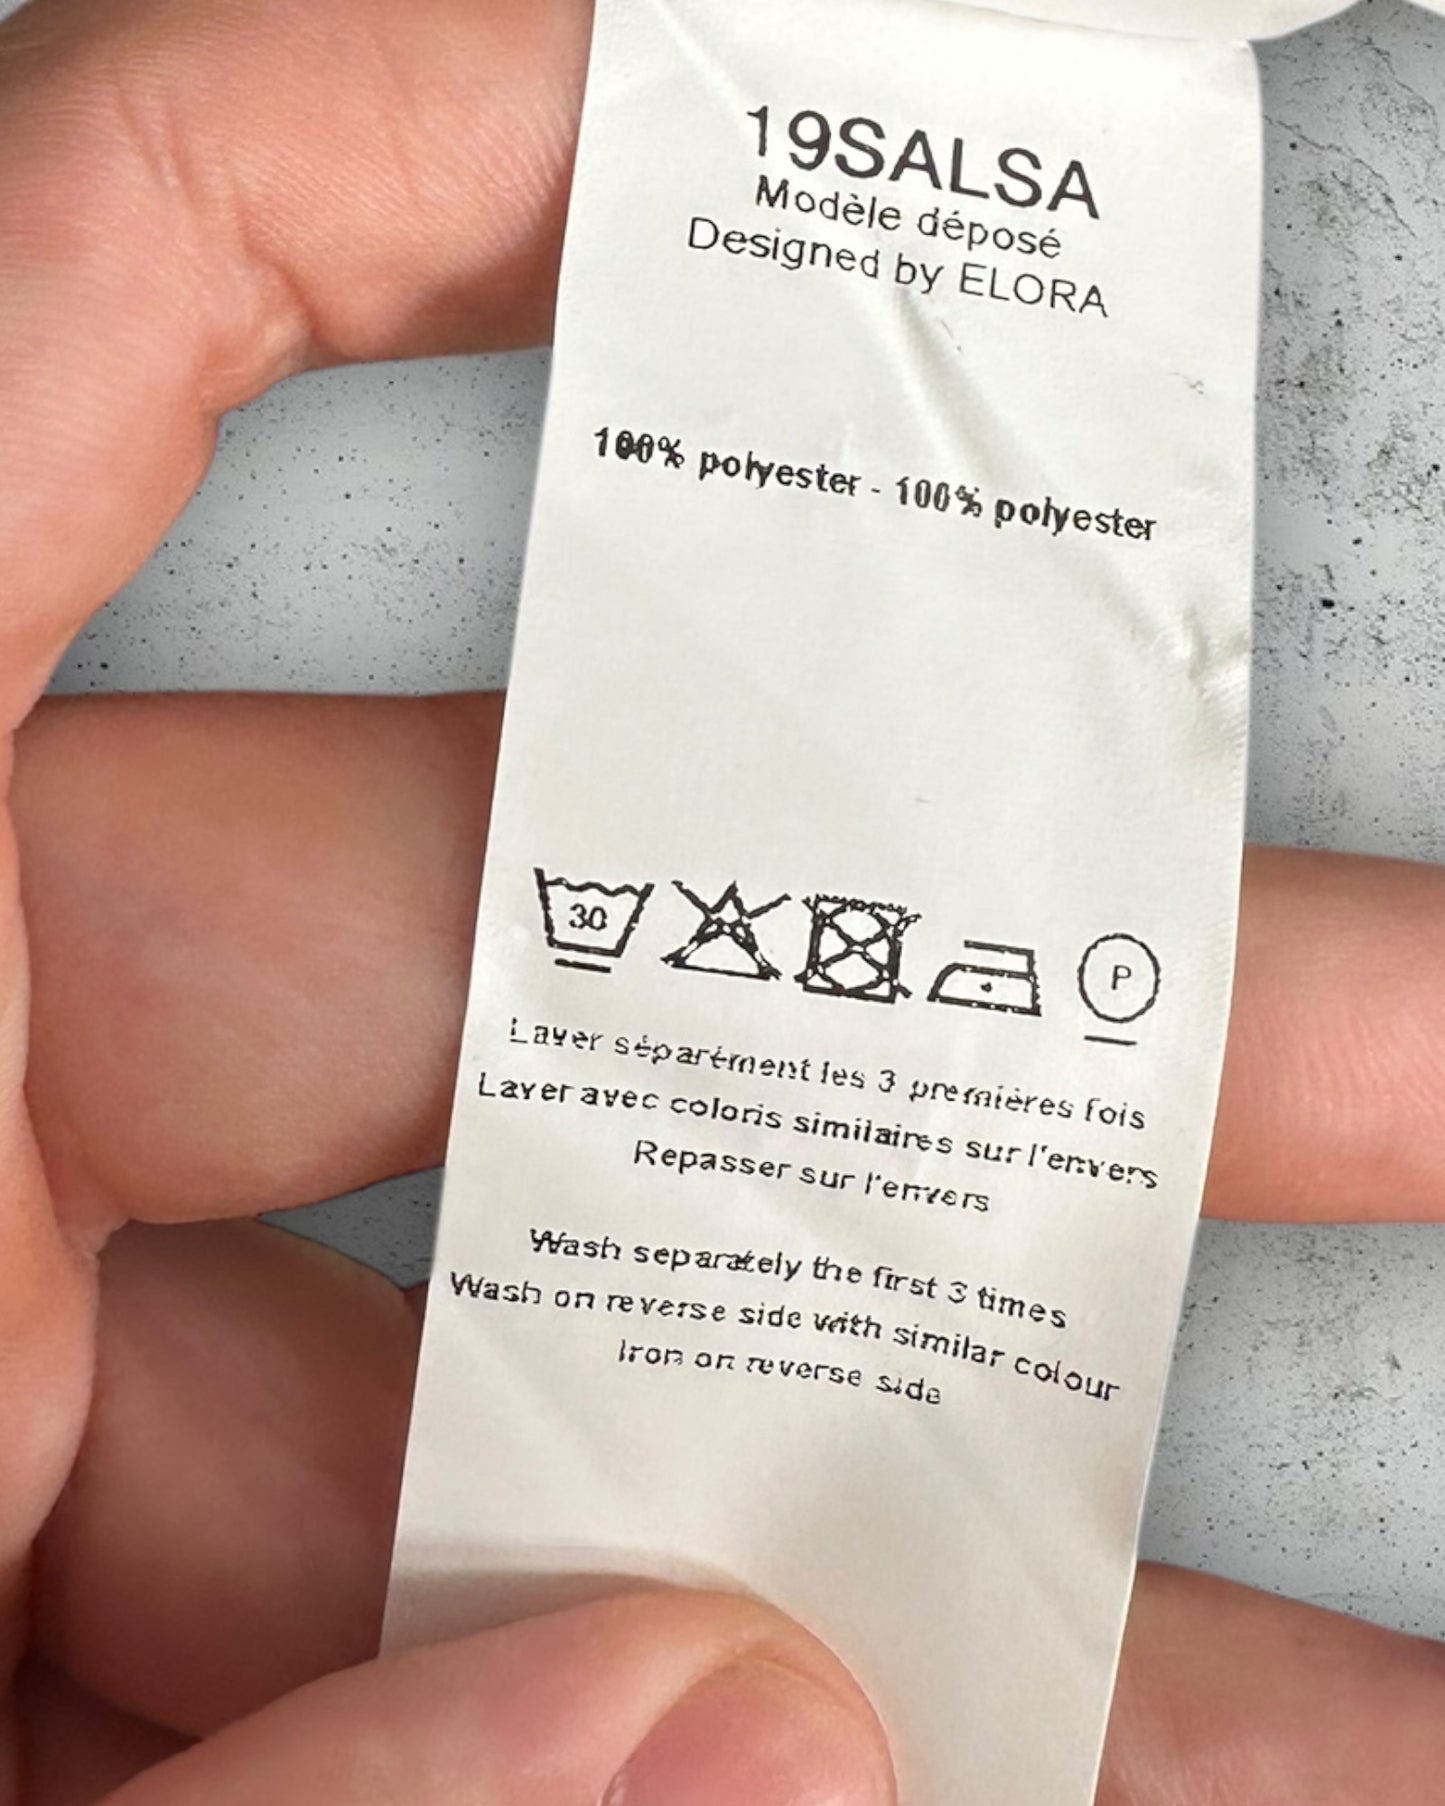 19SALSA
Modèle déposé
Designed by ELORA
100% polyester - 100% polyester
30
P
Laver séparément les 3 premières fois
Laver avec coloris similaires sur l'envers
Repasser sur l'envers
Wash separately the first 3 times
Wash on reverse side with similar colour
Iron on reverse side